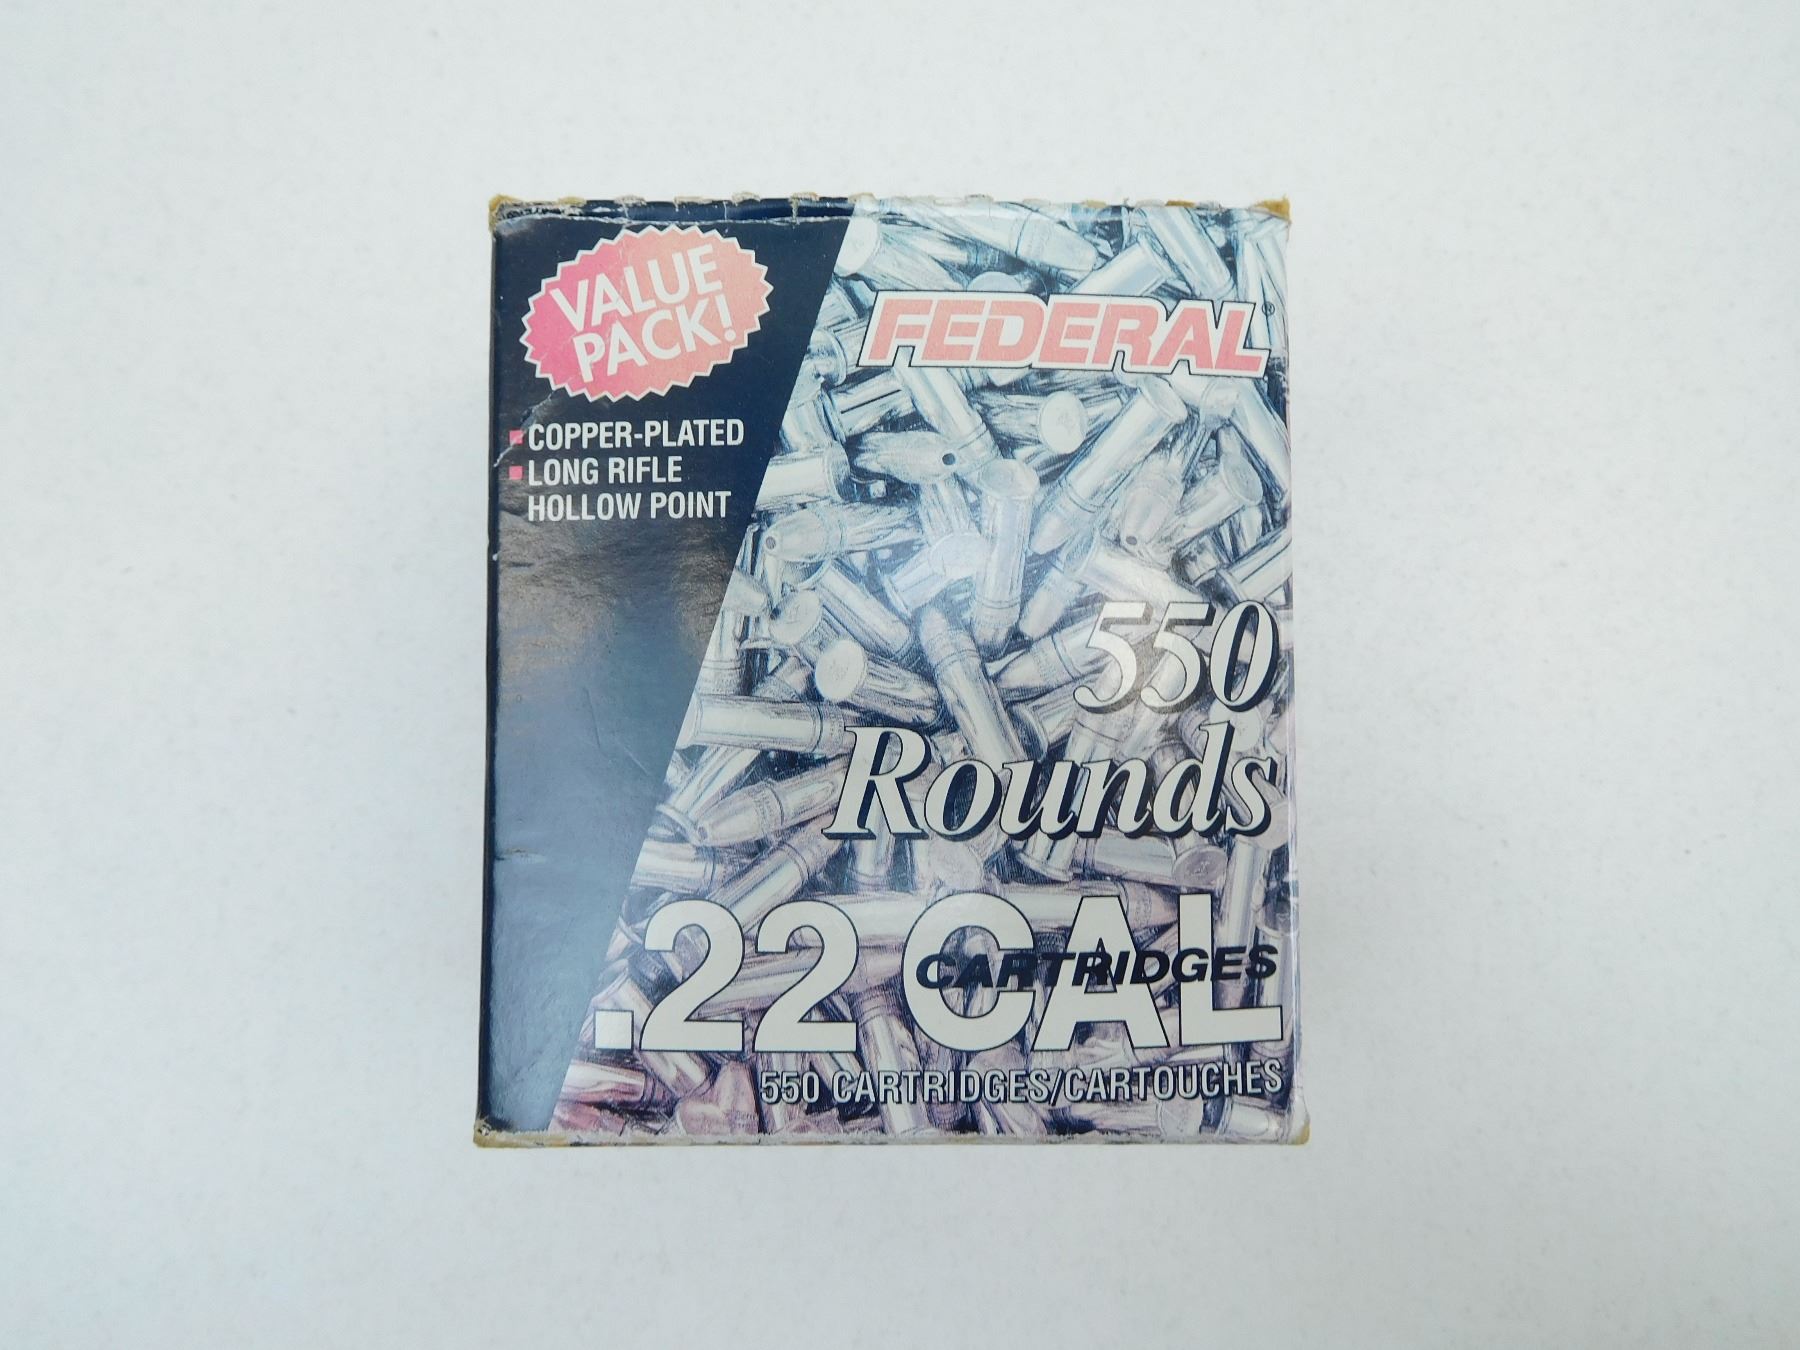 VALUE
PACK!
FEDERAL®
COPPER-PLATED
LONG RIFLE
HOLLOW POINT
550
Rounds
.22 CAL
CARTRIDGES
550 CARTRIDGES/CARTOUCHES